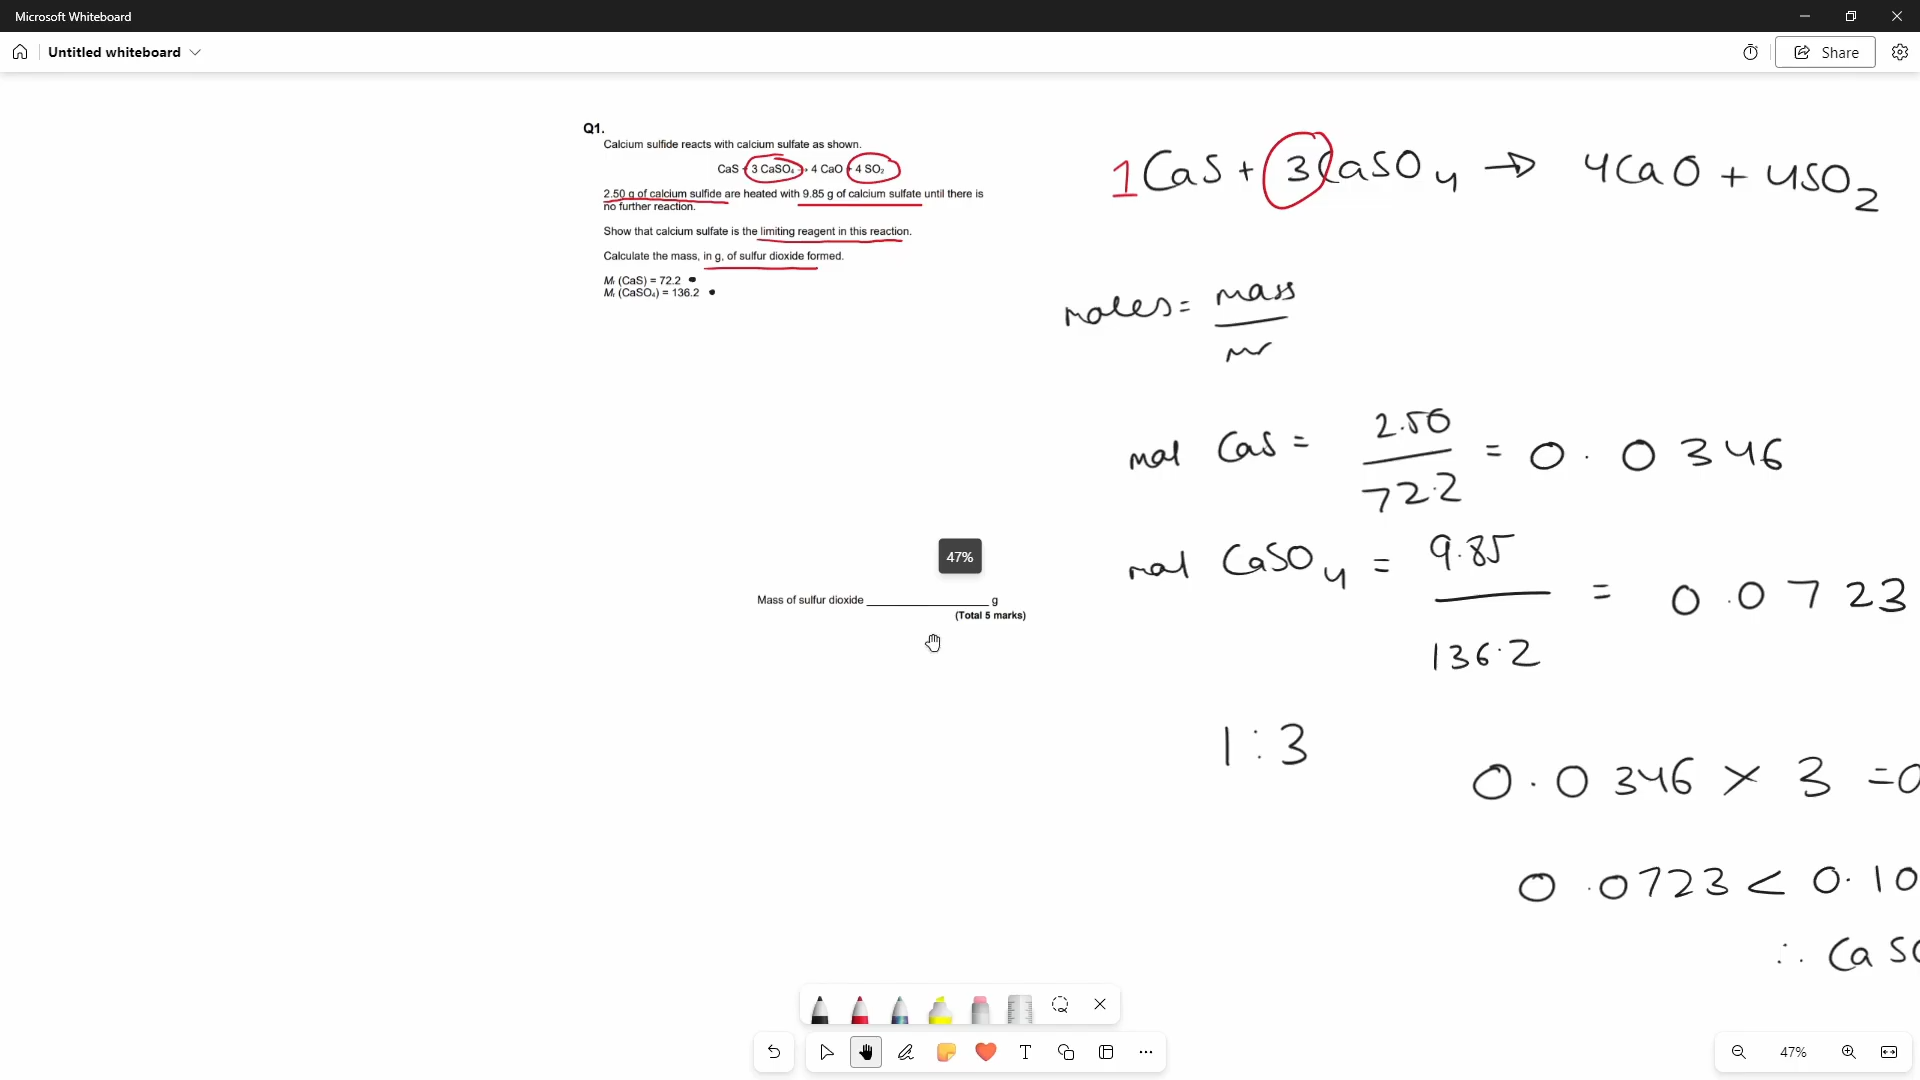 Microsoft Whiteboard
Untitled whiteboard
Share
Q1.
Calcium sulfide reacts with calcium sulfate as shown.
CaS + 3 CaSO₄ → 4 CaO + 4 SO₂
2.50 g of calcium sulfide are heated with 9.85 g of calcium sulfate until there is
no further reaction.
Show that calcium sulfate is the limiting reagent in this reaction.
Calculate the mass, in g, of sulfur dioxide formed.
Mᵣ (CaS) = 72.2
Mᵣ (CaSO₄) = 136.2
47%
Mass of sulfur dioxide ____________________ g
(Total 5 marks)
1CaS + 3CaSO₄ → 4CaO + 4SO₂
moles = mass
mr
mol CaS = 2.50
72.2
= 0.0346
mol CaSO₄ = 9.85
136.2
= 0.0723
1:3
0.0346 × 3 = 0
0.0723 < 0.10
∴ CaSO
47%